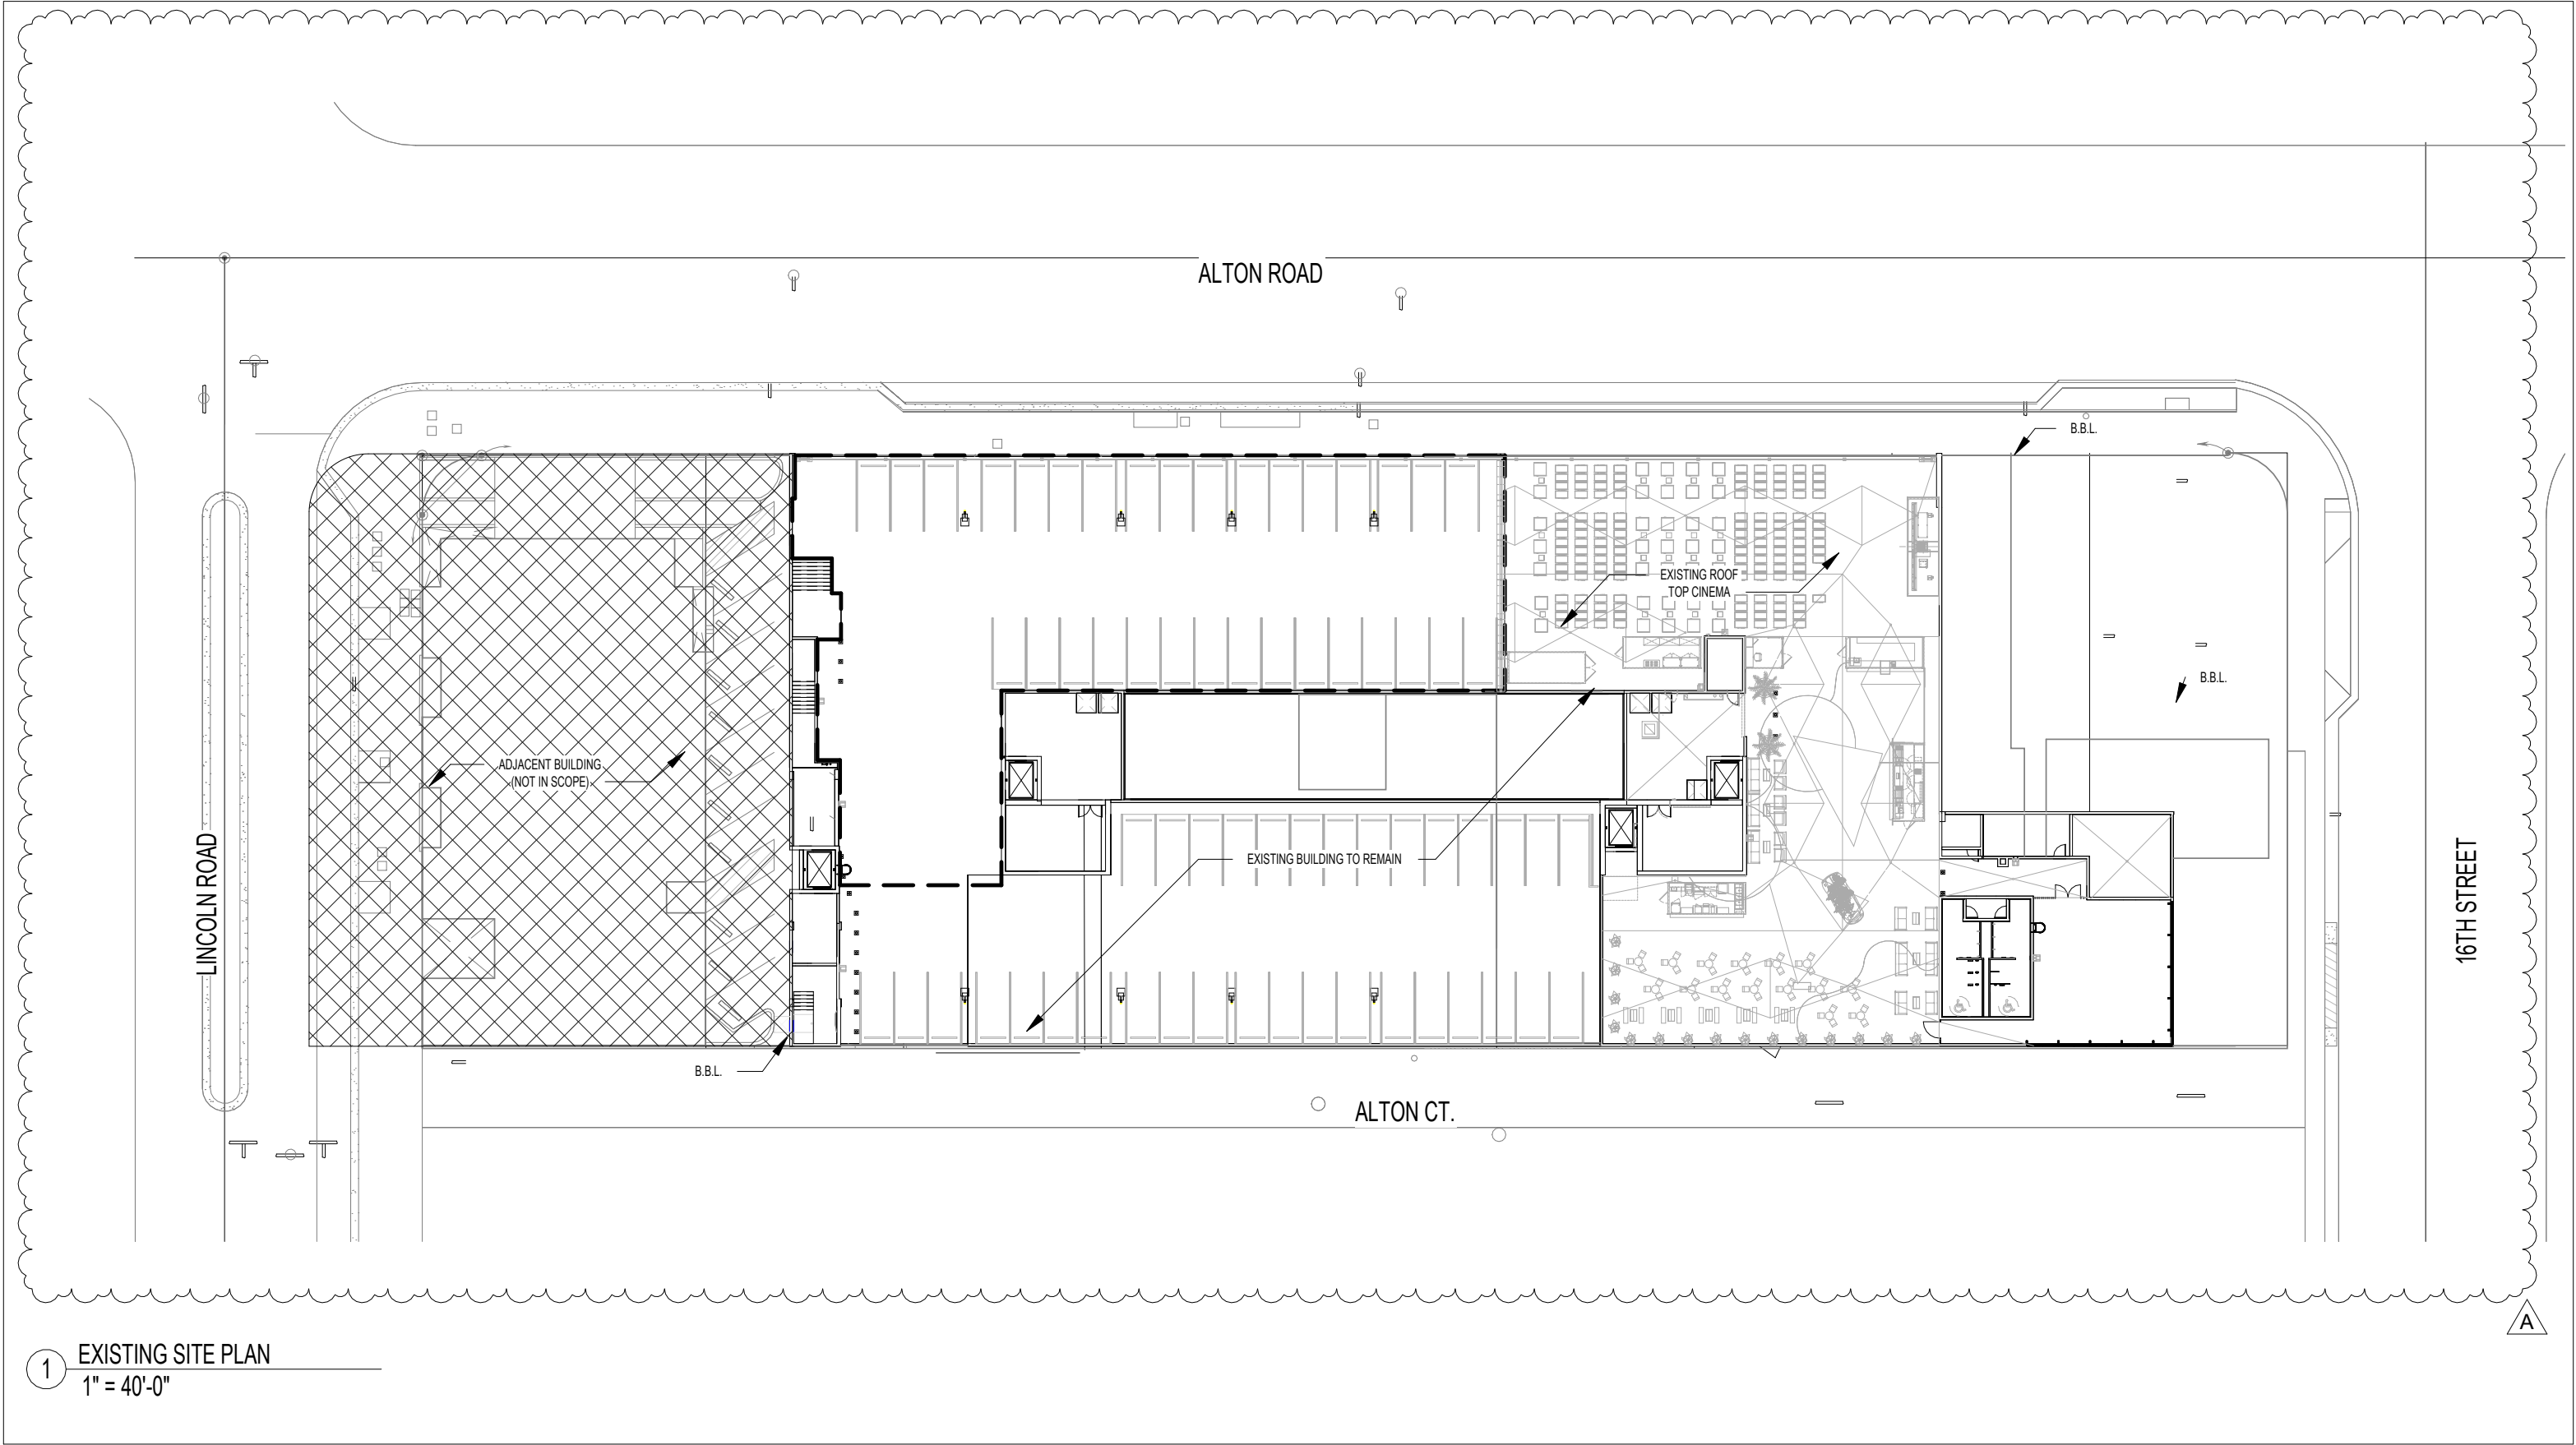 ALTON ROAD
B.B.L.
EXISTING ROOF
TOP CINEMA
B.B.L.
ADJACENT BUILDING
(NOT IN SCOPE)
EXISTING BUILDING TO REMAIN
LINCOLN ROAD
16TH STREET
B.B.L.
ALTON CT.
A
1
EXISTING SITE PLAN
1" = 40'-0"